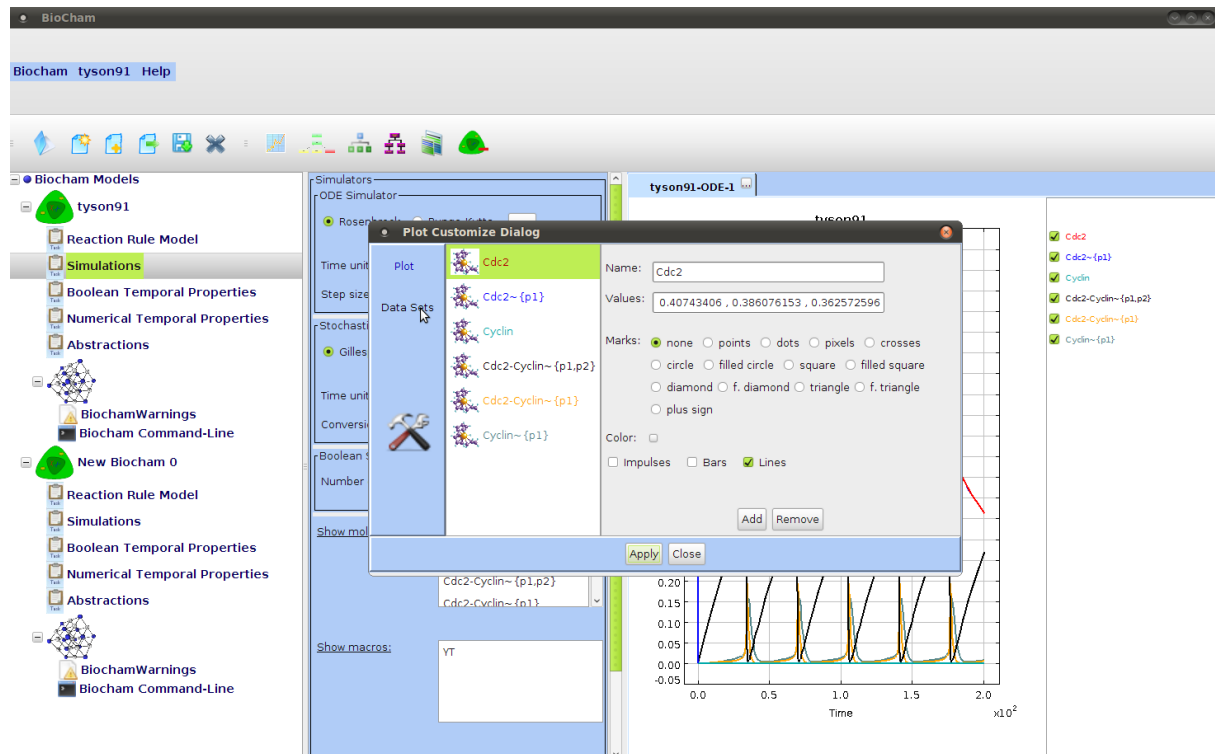 BioCham
Biocham tyson91 Help
Biocham Models
tyson91
Reaction Rule Model
Simulations
Boolean Temporal Properties
Numerical Temporal Properties
Abstractions
BiochamWarnings
Biocham Command-Line
New Biocham 0
Reaction Rule Model
Simulations
Boolean Temporal Properties
Numerical Temporal Properties
Abstractions
BiochamWarnings
Biocham Command-Line
Simulators
ODE Simulator
Time unit
Step size
Gilles
Time unit
Number
Show macros:
YT
Cdc2-Cyclin~{p1,p2}
Cdc2-Cyclin~{p1}
Plot Customize Dialog
Plot
Data Sets
Cdc2
Cdc2~{p1}
Cyclin
Cdc2-Cyclin~{p1,p2}
Cdc2-Cyclin~{p1}
Cyclin~{p1}
Name: Cdc2
Values: 0.40743406 , 0.386076153 , 0.362572596
Marks: none points dots pixels crosses
circle filled circle square filled square
diamond f. diamond triangle f. triangle
plus sign
Color:
Impulses Bars Lines
Add Remove
Apply Close
tyson91-ODE-1 ...
tyson91
0.20
0.15
0.10
0.05
0.00
-0.05
0.0 0.5 1.0 1.5 2.0
Time x10²
Cdc2
Cdc2~{p1}
Cyclin
Cdc2-Cyclin~{p1,p2}
Cdc2-Cyclin~{p1}
Cyclin~{p1}